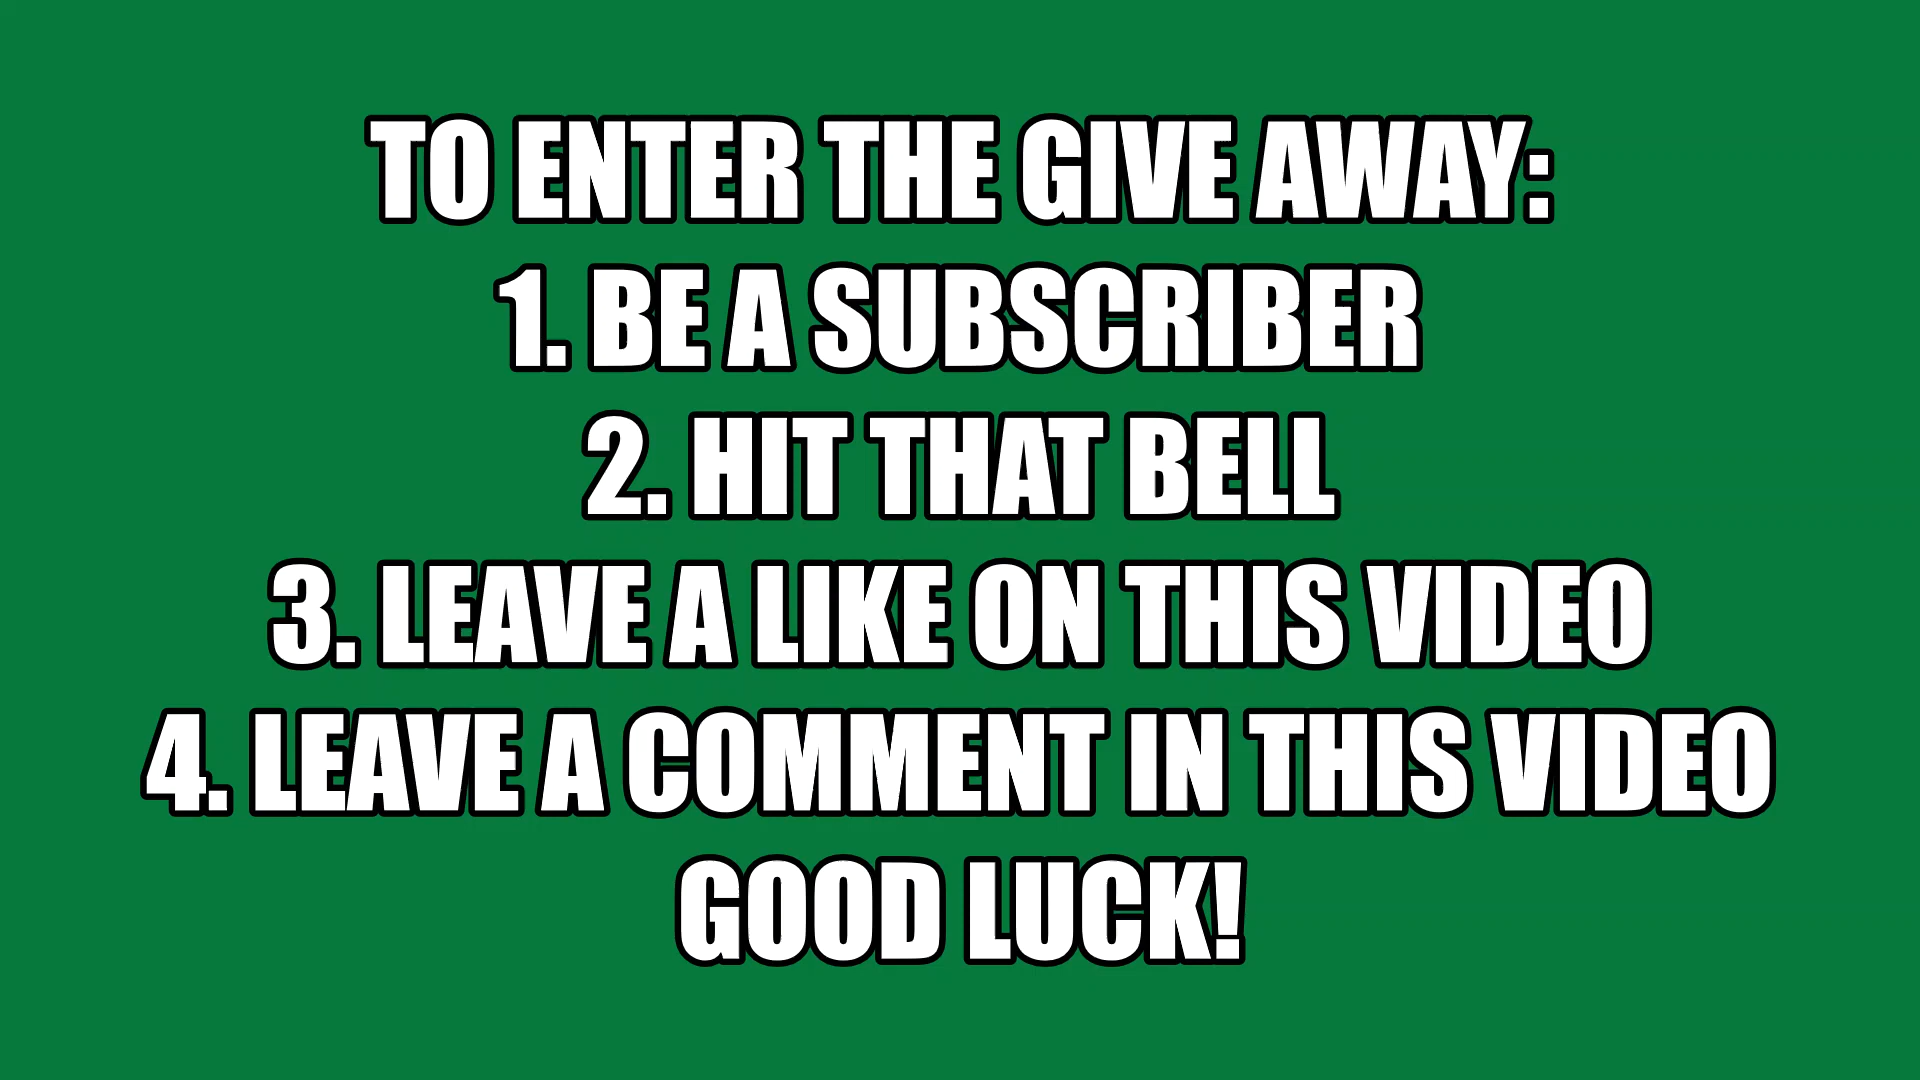 TO ENTER THE GIVE AWAY:
1. BE A SUBSCRIBER
2. HIT THAT BELL
3. LEAVE A LIKE ON THIS VIDEO
4. LEAVE A COMMENT IN THIS VIDEO
GOOD LUCK!